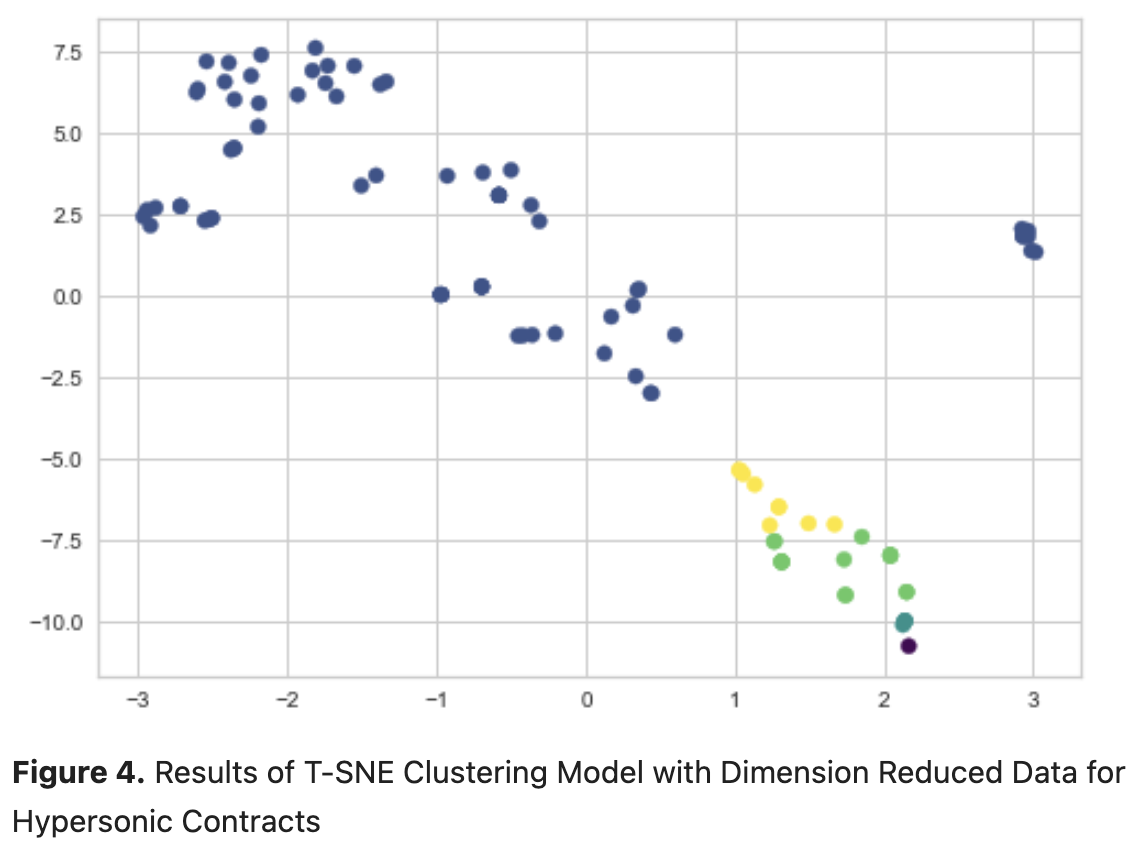 7.5
5.0
2.5
0.0
−2.5
−5.0
−7.5
−10.0
−3 −2 −1 0 1 2 3
Figure 4. Results of T-SNE Clustering Model with Dimension Reduced Data for
Hypersonic Contracts